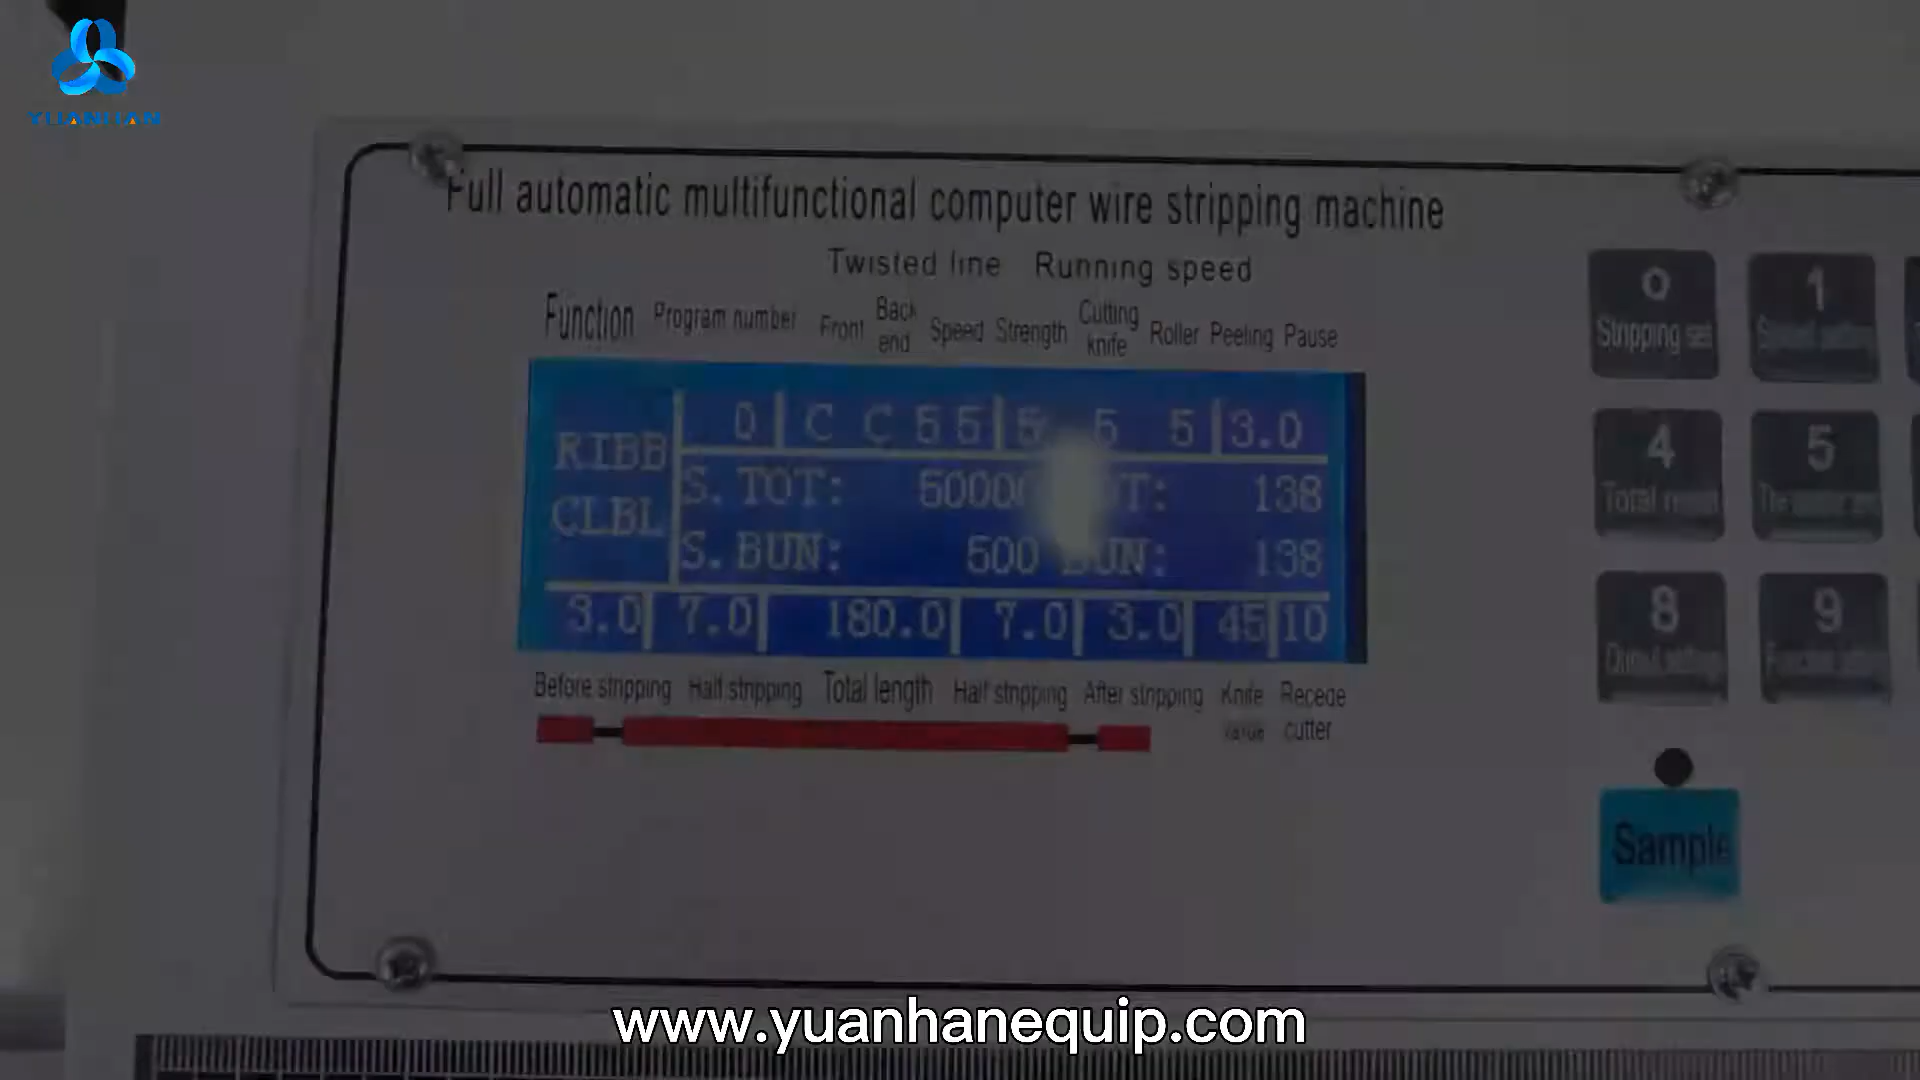 YUANHAN
Full automatic multifunctional computer wire stripping machine
Twisted line Running speed
Function Program number Front Back end Speed Strength Cutting knife Roller Peeling Pause
RIBB 0 C C 5 5 5 5 5 3.0
S.TOT: 50000 T: 138
CLBL
S.BUN: 500 BUN: 138
3.0 7.0 180.0 7.0 3.0 45 10
Before stripping Half stripping Total length Half stripping After stripping Knife value Recede cutter
0
Stripping set
1
4
Total
5
8
9
Sample
www.yuanhanequip.com